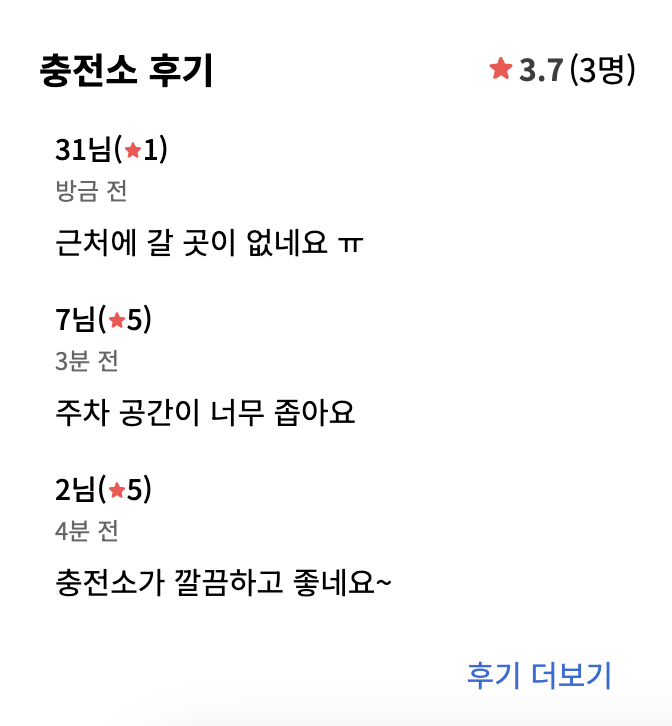 충전소 후기
★3.7(3명)
31님(★1)
방금 전
근처에 갈 곳이 없네요 ㅠ
7님(★5)
3분 전
주차 공간이 너무 좁아요
2님(★5)
4분 전
충전소가 깔끔하고 좋네요~
후기 더보기